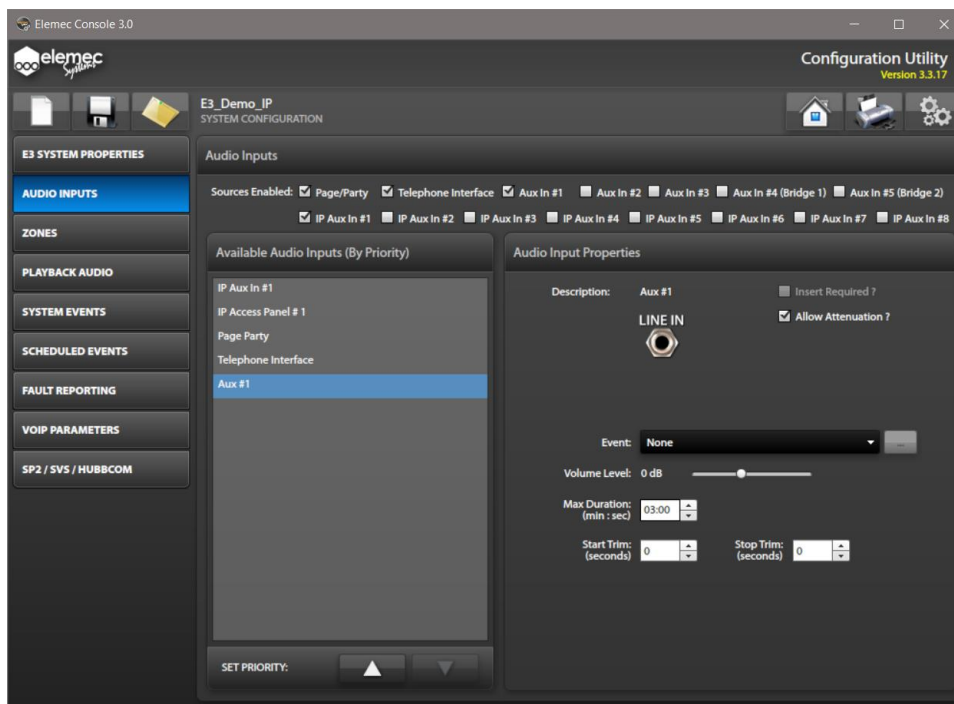 Elemec Console 3.0
elemec
Systems
Configuration Utility
Version 3.3.17
E3_Demo_IP
SYSTEM CONFIGURATION
E3 SYSTEM PROPERTIES
AUDIO INPUTS
ZONES
PLAYBACK AUDIO
SYSTEM EVENTS
SCHEDULED EVENTS
FAULT REPORTING
VOIP PARAMETERS
SP2 / SVS / HUBBCOM
Audio Inputs
Sources Enabled: Page/Party Telephone Interface Aux In #1 Aux In #2 Aux In #3 Aux In #4 (Bridge 1) Aux In #5 (Bridge 2)
IP Aux In #1 IP Aux In #2 IP Aux In #3 IP Aux In #4 IP Aux In #5 IP Aux In #6 IP Aux In #7 IP Aux In #8
Available Audio Inputs (By Priority)
IP Aux In #1
IP Access Panel # 1
Page Party
Telephone Interface
Aux #1
SET PRIORITY:
Audio Input Properties
Description: Aux #1 Insert Required ?
LINE IN Allow Attenuation ?
Event: None ...
Volume Level: 0 dB
Max Duration: 03:00
(min : sec)
Start Trim: 0 Stop Trim: 0
(seconds) (seconds)